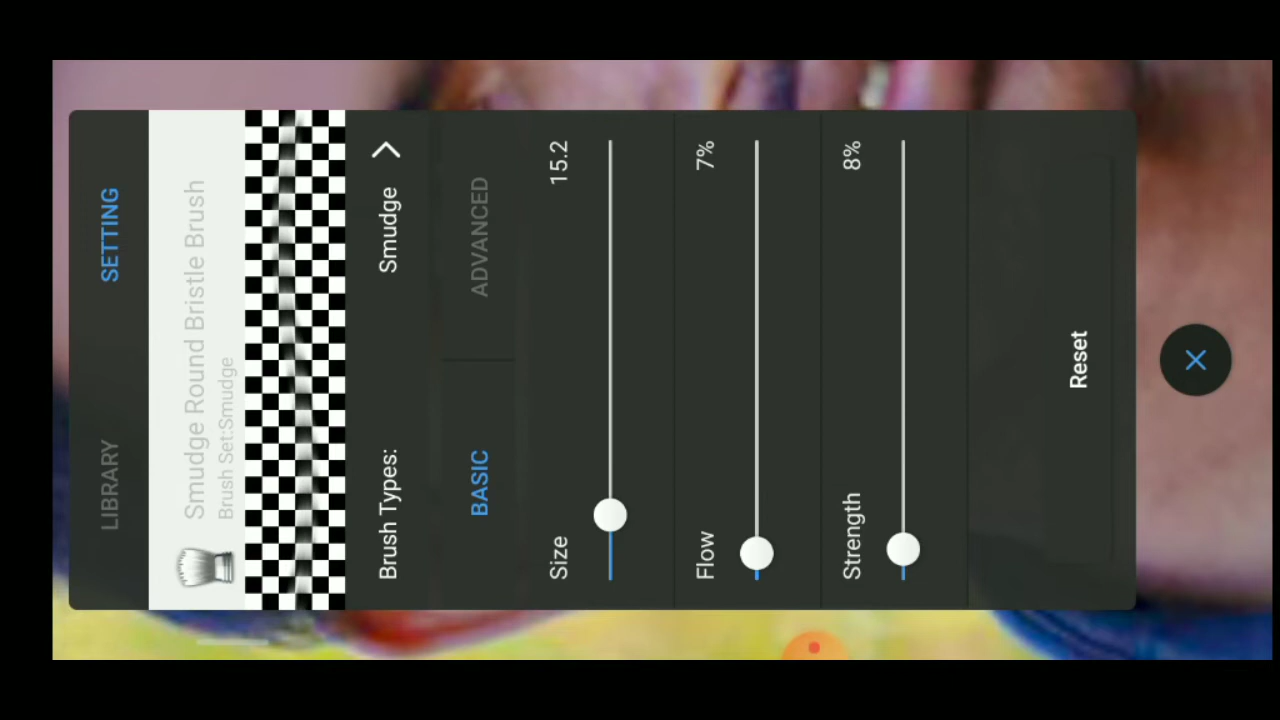 LIBRARY SETTING
Smudge Round Bristle Brush
Brush Set:Smudge
Brush Types: Smudge
BASIC ADVANCED
Size 15.2
Flow 7%
Strength 8%
Reset